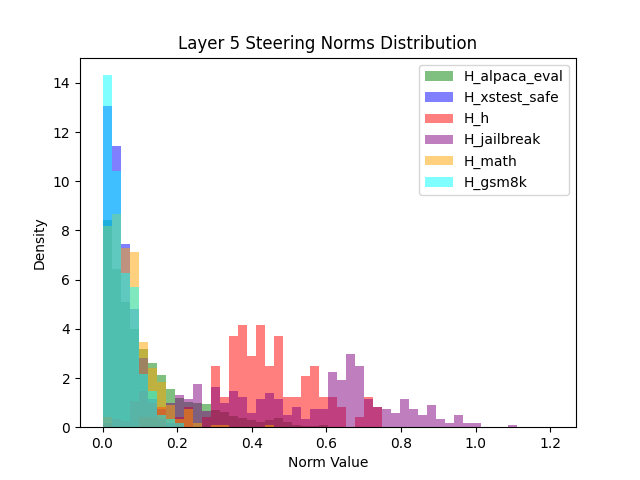 Layer 5 Steering Norms Distribution
H_alpaca_eval
H_xstest_safe
H_h
H_jailbreak
H_math
H_gsm8k
Density
14
12
10
8
6
4
2
0
0.0 0.2 0.4 0.6 0.8 1.0 1.2
Norm Value